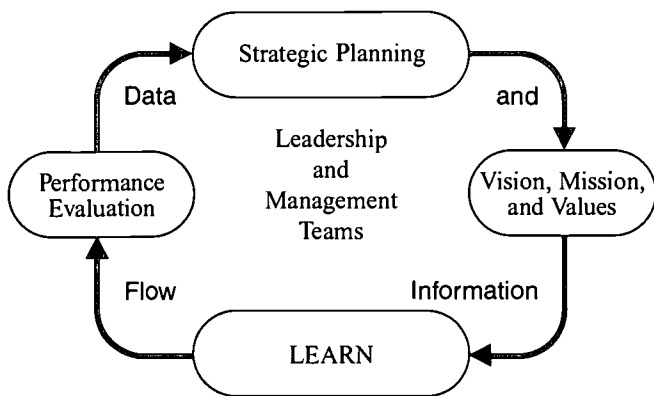 Strategic Planning
Data
and
Leadership
and
Management
Teams
Performance
Evaluation
Vision, Mission,
and Values
Flow
Information
LEARN